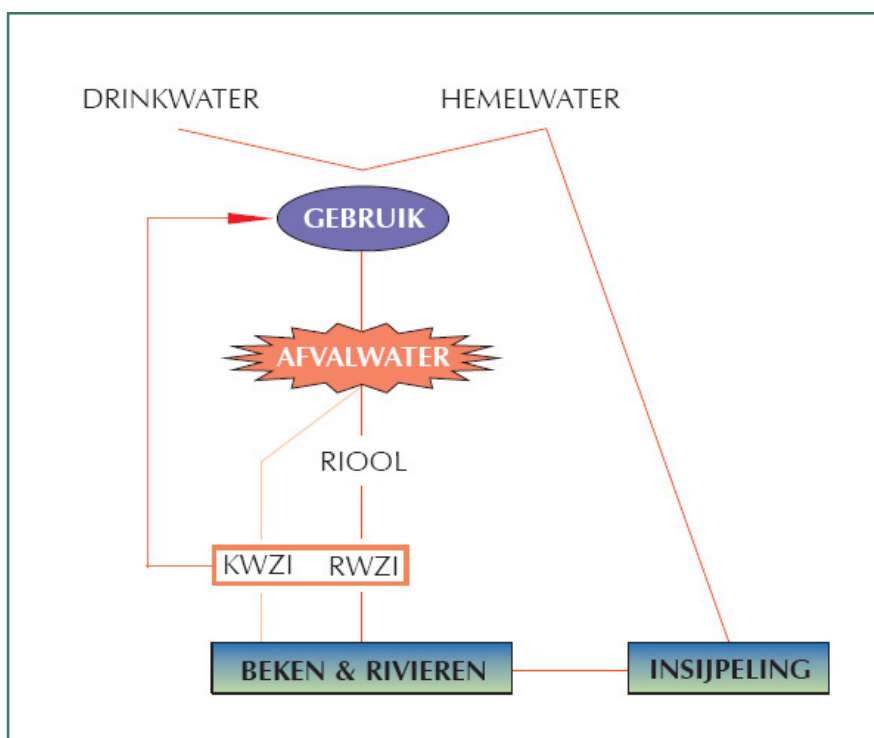 DRINKWATER
HEMELWATER
GEBRUIK
AFVALWATER
RIOOL
KWZI RWZI
BEKEN & RIVIEREN
INSIJPELING